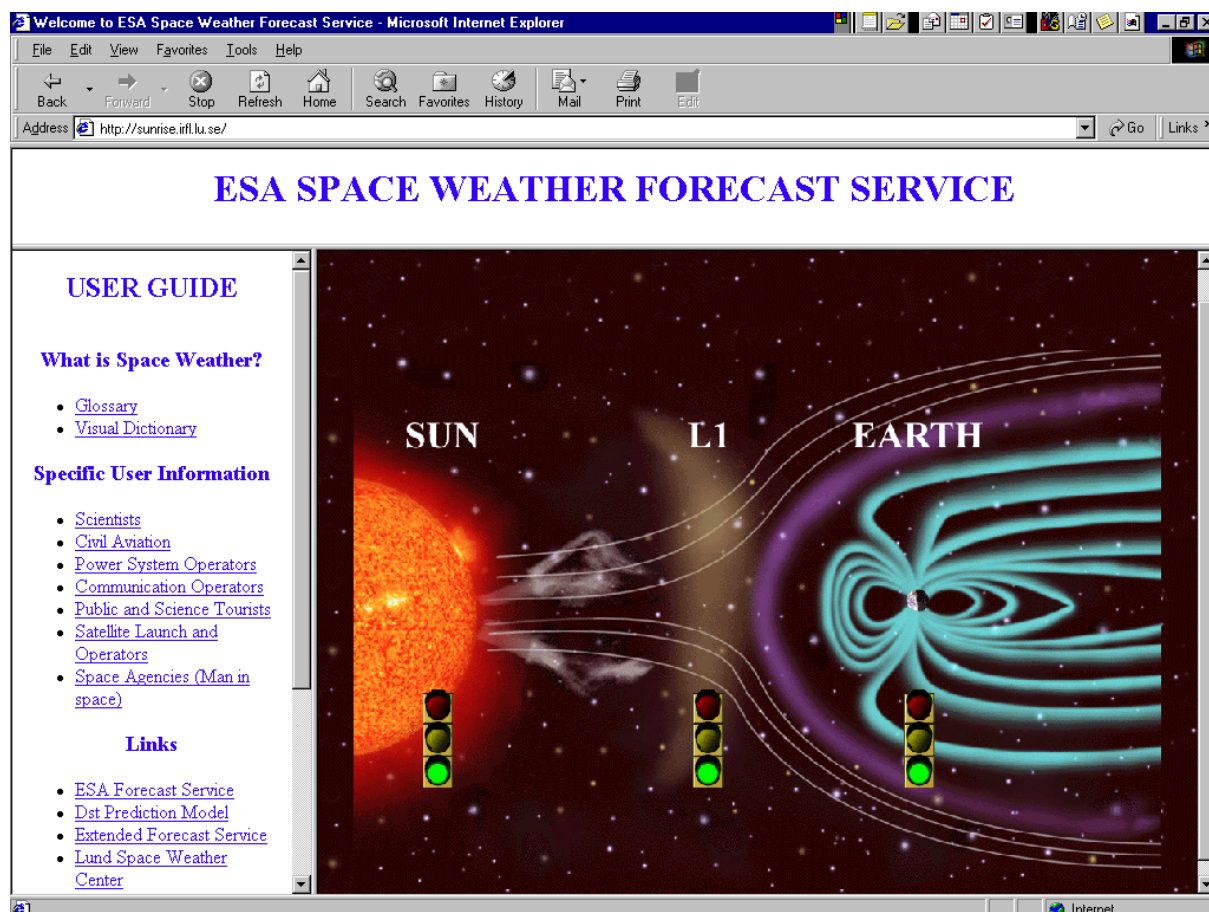 Welcome to ESA Space Weather Forecast Service - Microsoft Internet Explorer
File Edit View Favorites Tools Help
Back Forward Stop Refresh Home Search Favorites History Mail Print Edit
Address http://sunrise.irfl.lu.se/ Go Links
ESA SPACE WEATHER FORECAST SERVICE
USER GUIDE
What is Space Weather?
Glossary
Visual Dictionary
Specific User Information
Scientists
Civil Aviation
Power System Operators
Communication Operators
Public and Science Tourists
Satellite Launch and
Operators
Space Agencies (Man in
space)
Links
ESA Forecast Service
Dst Prediction Model
Extended Forecast Service
Lund Space Weather
Center
SUN L1 EARTH
Internet